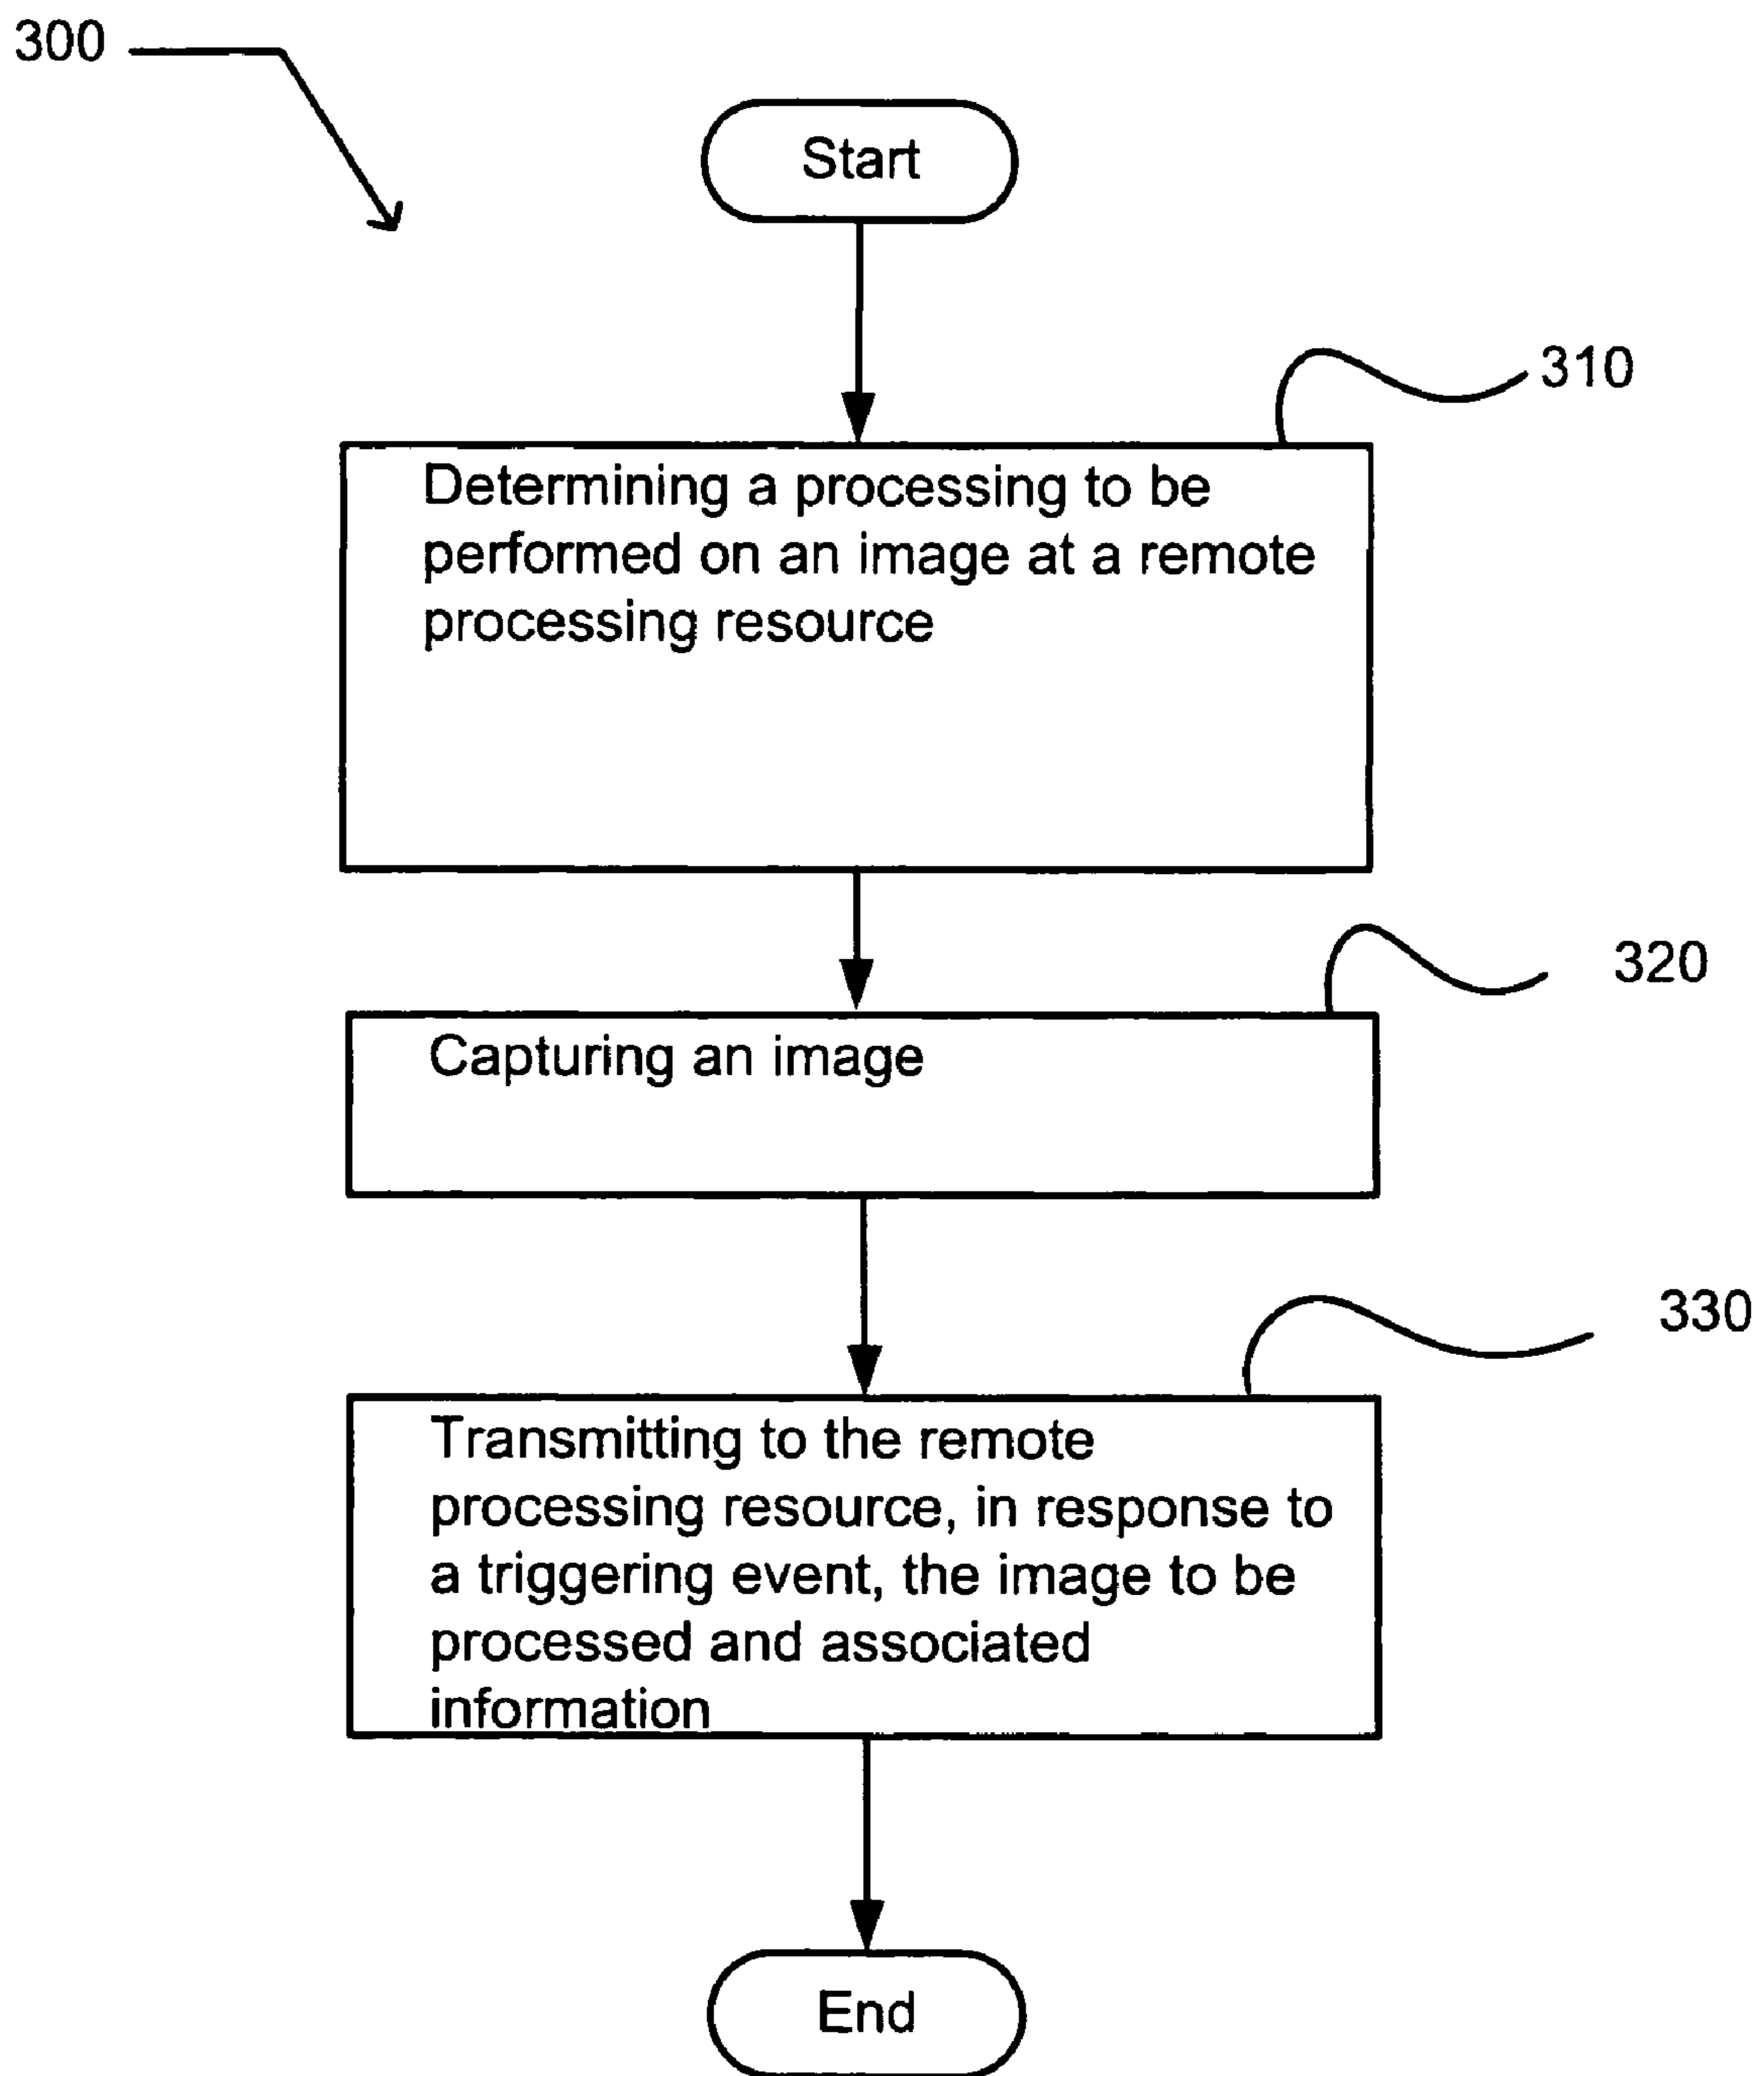 300
Start
310
Determining a processing to be
performed on an image at a remote
processing resource
320
Capturing an image
330
Transmitting to the remote
processing resource, in response to
a triggering event, the image to be
processed and associated
information
End